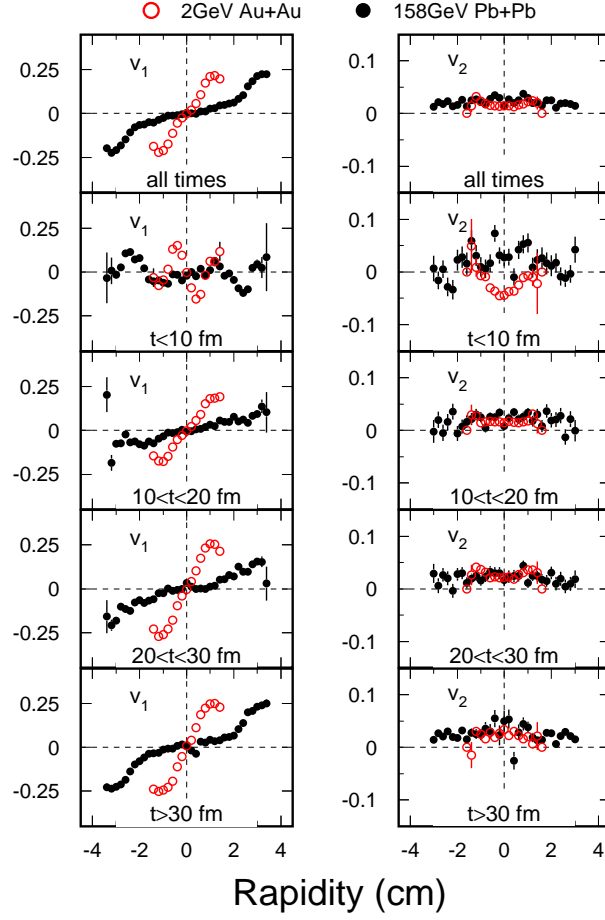 2GeV Au+Au 158GeV Pb+Pb
0.25
0
-0.25
v1
all times
0.1
0
-0.1
v2
all times
0.25
0
-0.25
v1
t<10 fm
0.1
0
-0.1
v2
t<10 fm
0.25
0
-0.25
v1
10<t<20 fm
0.1
0
-0.1
v2
10<t<20 fm
0.25
0
-0.25
v1
20<t<30 fm
0.1
0
-0.1
v2
20<t<30 fm
0.25
0
-0.25
v1
t>30 fm
0.1
0
-0.1
v2
t>30 fm
-4 -2 0 2 4 -4 -2 0 2 4
Rapidity (cm)